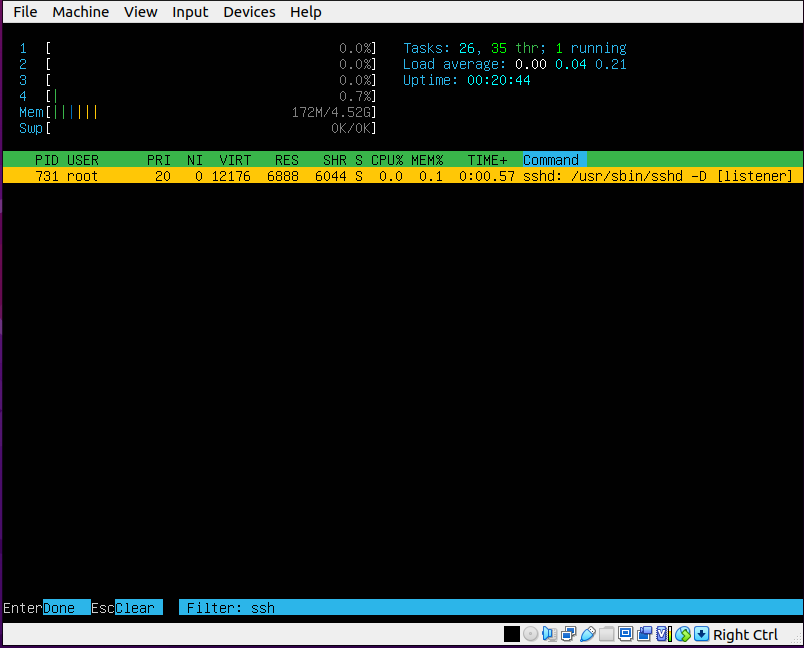 File Machine View Input Devices Help
1 [ 0.0%] Tasks: 26, 35 thr; 1 running
2 [ 0.0%] Load average: 0.00 0.04 0.21
3 [ 0.0%] Uptime: 00:20:44
4 [| 0.7%]
Mem[|||||| 172M/4.52G]
Swp[ 0K/0K]
PID USER PRI NI VIRT RES SHR S CPU% MEM% TIME+ Command
731 root 20 0 12176 6888 6044 S 0.0 0.1 0:00.57 sshd: /usr/sbin/sshd -D [listener]
EnterDone EscClear Filter: ssh
Right Ctrl